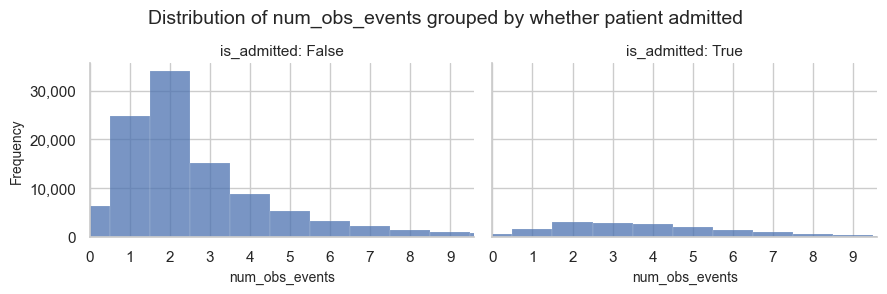 Distribution of num_obs_events grouped by whether patient admitted
is_admitted: False
is_admitted: True
Frequency
30,000
20,000
10,000
0
0 1 2 3 4 5 6 7 8 9
0 1 2 3 4 5 6 7 8 9
num_obs_events
num_obs_events